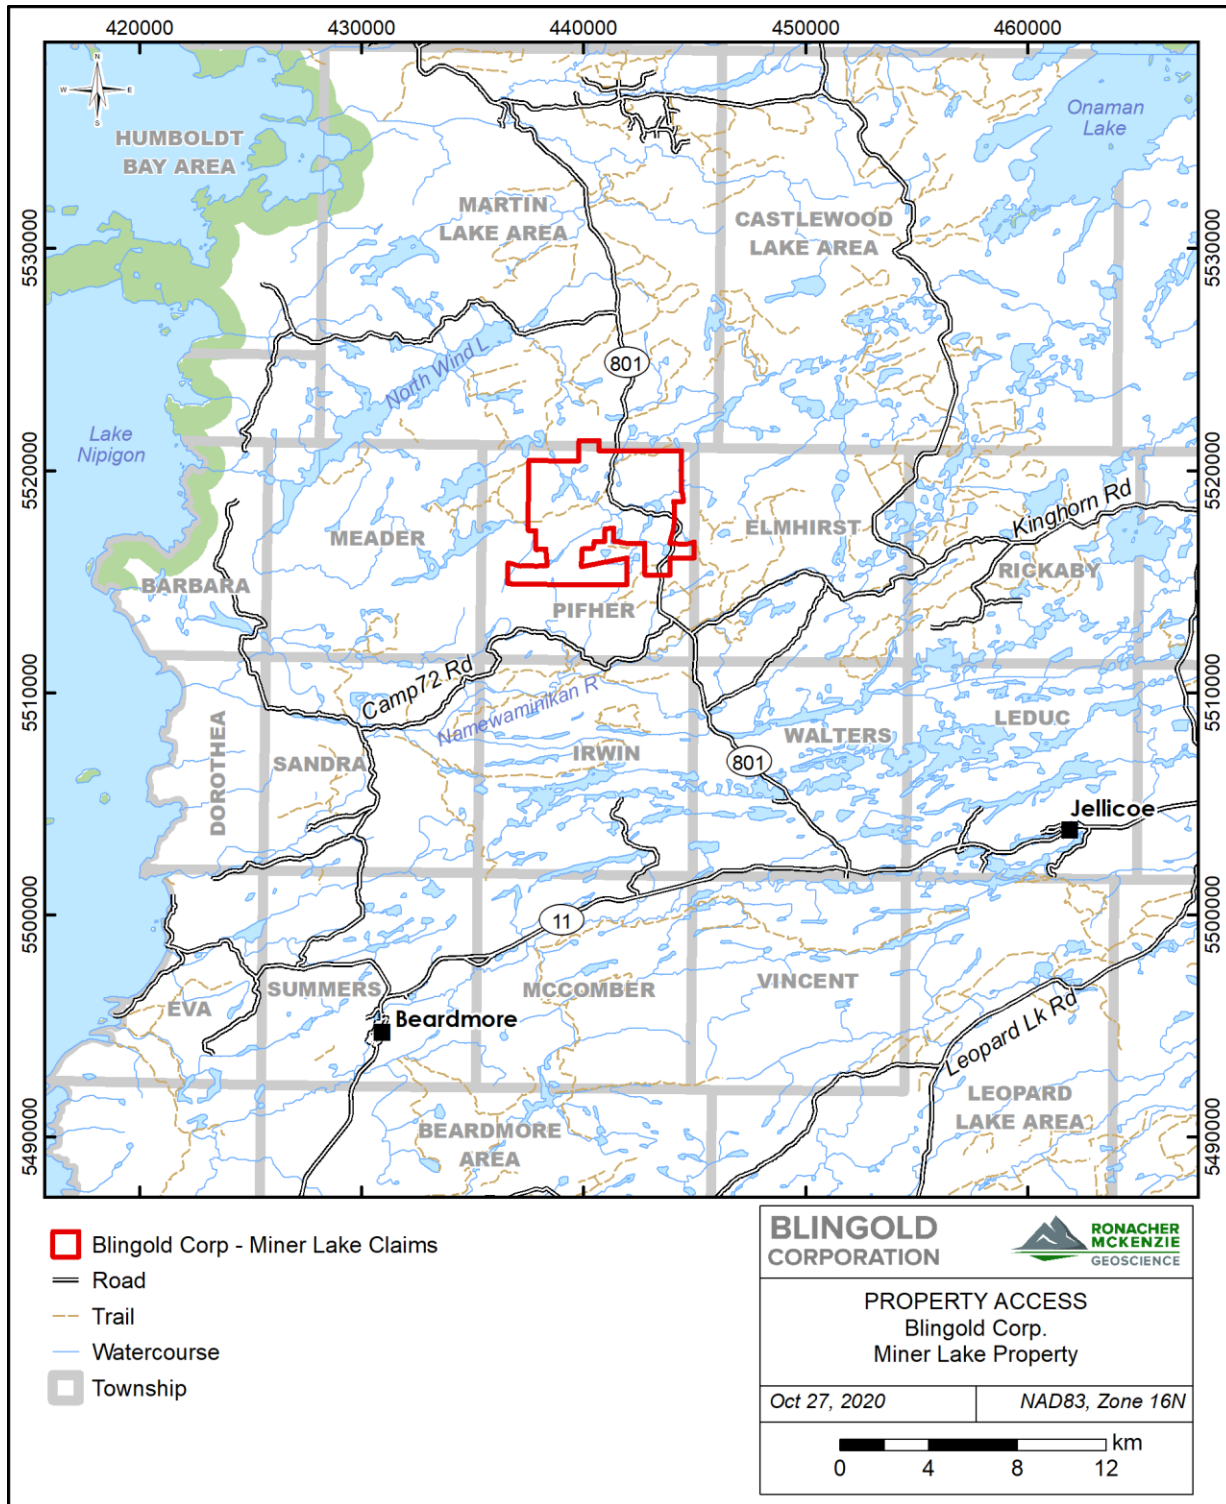 420000 430000 440000 450000 460000
N
W E
S
HUMBOLDT
BAY AREA
Onaman
Lake
MARTIN
LAKE AREA
CASTLEWOOD
LAKE AREA
5530000
5530000
801
North Wind L
Lake
Nipigon
5520000
5520000
Kinghorn Rd
MEADER
ELMHIRST
RICKABY
BARBARA
PIFHER
Camp72 Rd
Namewaminikan R
5510000
5510000
LEDUC
DOROTHEA
SANDRA
IRWIN
WALTERS
801
Jellicoe
5500000
5500000
11
SUMMERS
MCCOMBER
VINCENT
EVA
Beardmore
Leopard Lk Rd
LEOPARD
LAKE AREA
BEARDMORE
AREA
5490000
5490000
Blingold Corp - Miner Lake Claims
Road
Trail
Watercourse
Township
BLINGOLD
CORPORATION
RONACHER
MCKENZIE
GEOSCIENCE
PROPERTY ACCESS
Blingold Corp.
Miner Lake Property
Oct 27, 2020
NAD83, Zone 16N
km
0 4 8 12